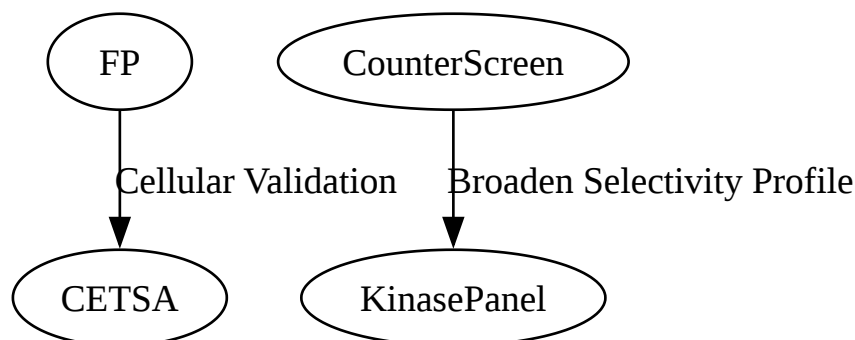 FP
CounterScreen
Cellular Validation
Broaden Selectivity Profile
CETSA
KinasePanel